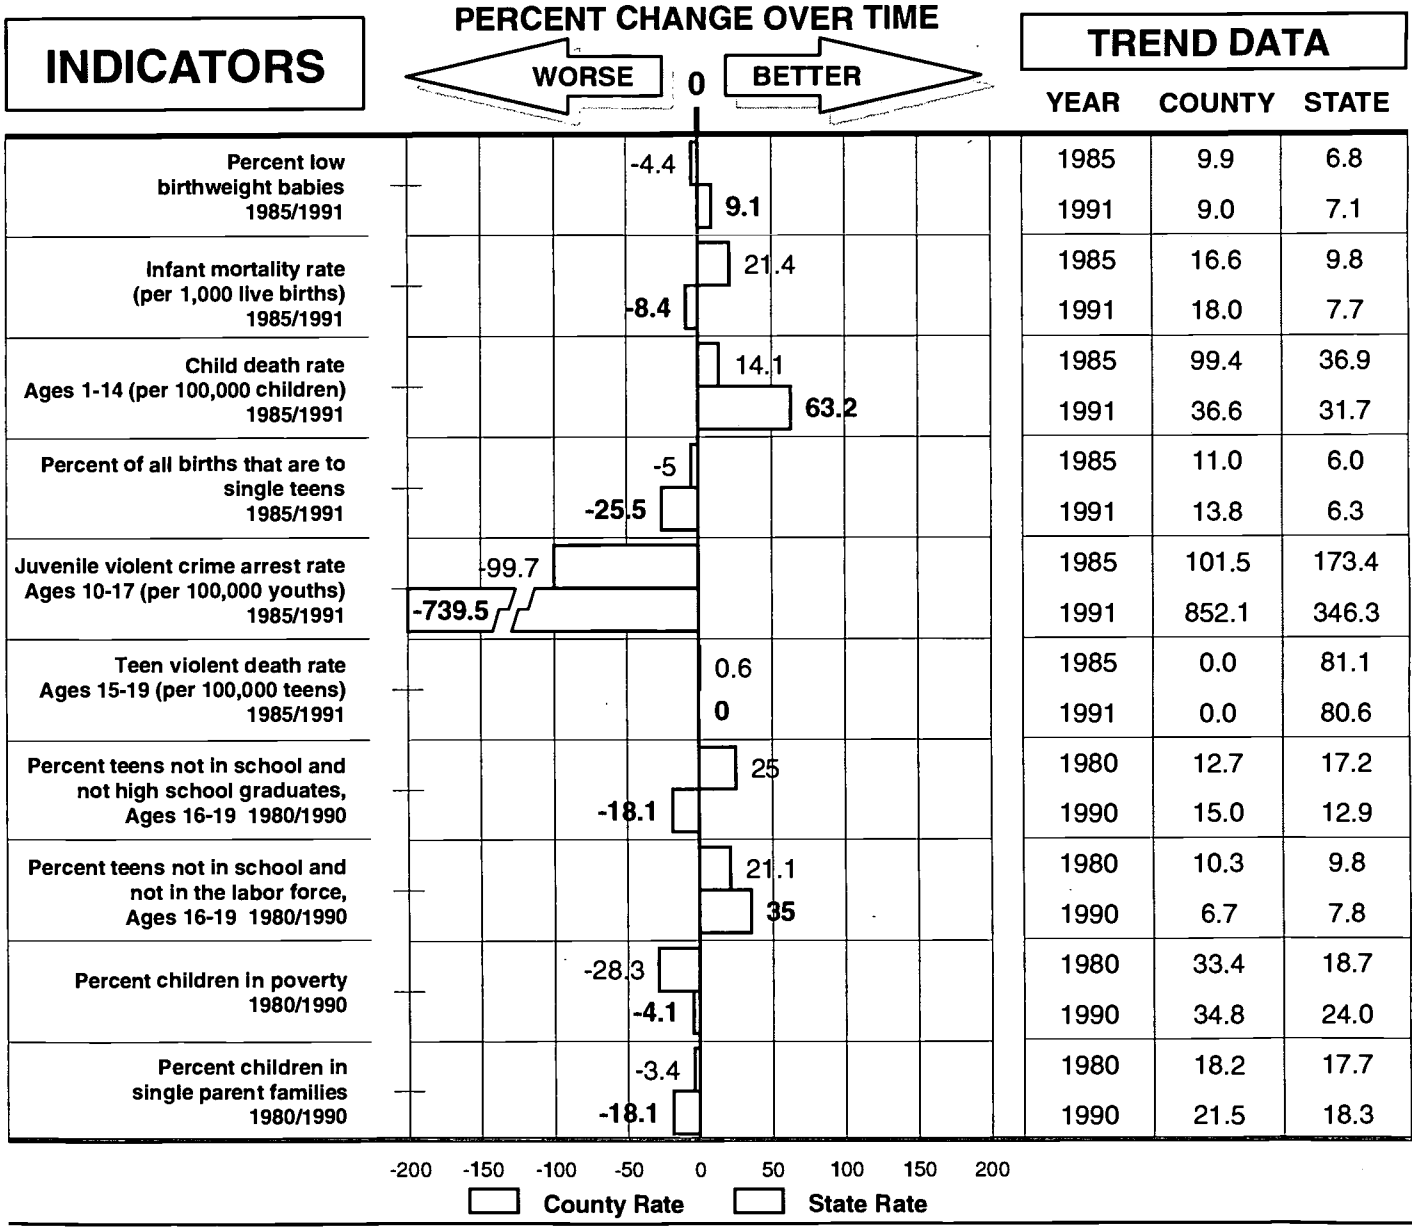 PERCENT CHANGE OVER TIME
INDICATORS
WORSE
0
BETTER
TREND DATA
YEAR COUNTY STATE
Percent low
birthweight babies
1985/1991
-4.4
9.1
1985 9.9 6.8
1991 9.0 7.1
Infant mortality rate
(per 1,000 live births)
1985/1991
21.4
-8.4
1985 16.6 9.8
1991 18.0 7.7
Child death rate
Ages 1-14 (per 100,000 children)
1985/1991
14.1
63.2
1985 99.4 36.9
1991 36.6 31.7
Percent of all births that are to
single teens
1985/1991
-5
-25.5
1985 11.0 6.0
1991 13.8 6.3
Juvenile violent crime arrest rate
Ages 10-17 (per 100,000 youths)
1985/1991
-99.7
-739.5
1985 101.5 173.4
1991 852.1 346.3
Teen violent death rate
Ages 15-19 (per 100,000 teens)
1985/1991
0.6
0
1985 0.0 81.1
1991 0.0 80.6
Percent teens not in school and
not high school graduates,
Ages 16-19 1980/1990
25
-18.1
1980 12.7 17.2
1990 15.0 12.9
Percent teens not in school and
not in the labor force,
Ages 16-19 1980/1990
21.1
35
1980 10.3 9.8
1990 6.7 7.8
Percent children in poverty
1980/1990
-28.3
-4.1
1980 33.4 18.7
1990 34.8 24.0
Percent children in
single parent families
1980/1990
-3.4
-18.1
1980 18.2 17.7
1990 21.5 18.3
-200 -150 -100 -50 0 50 100 150 200
County Rate State Rate